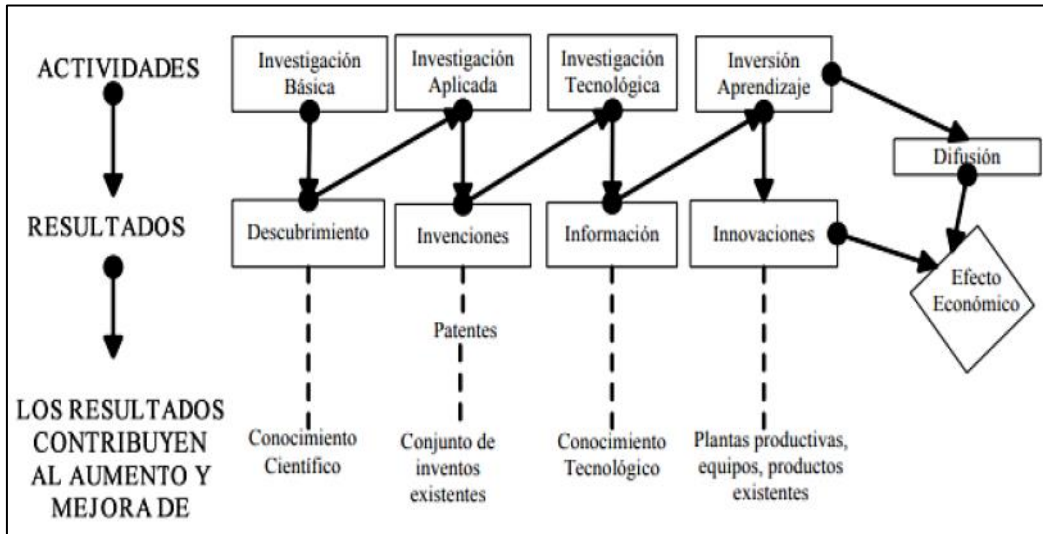 ACTIVIDADES
Investigación
Básica
Investigación
Aplicada
Investigación
Tecnológica
Inversión
Aprendizaje
Difusión
RESULTADOS
Descubrimiento
Invenciones
Información
Innovaciones
Efecto
Económico
Patentes
LOS RESULTADOS
CONTRIBUYEN
AL AUMENTO Y
MEJORA DE
Conocimiento
Científico
Conjunto de
inventos
existentes
Conocimiento
Tecnológico
Plantas productivas,
equipos, productos
existentes